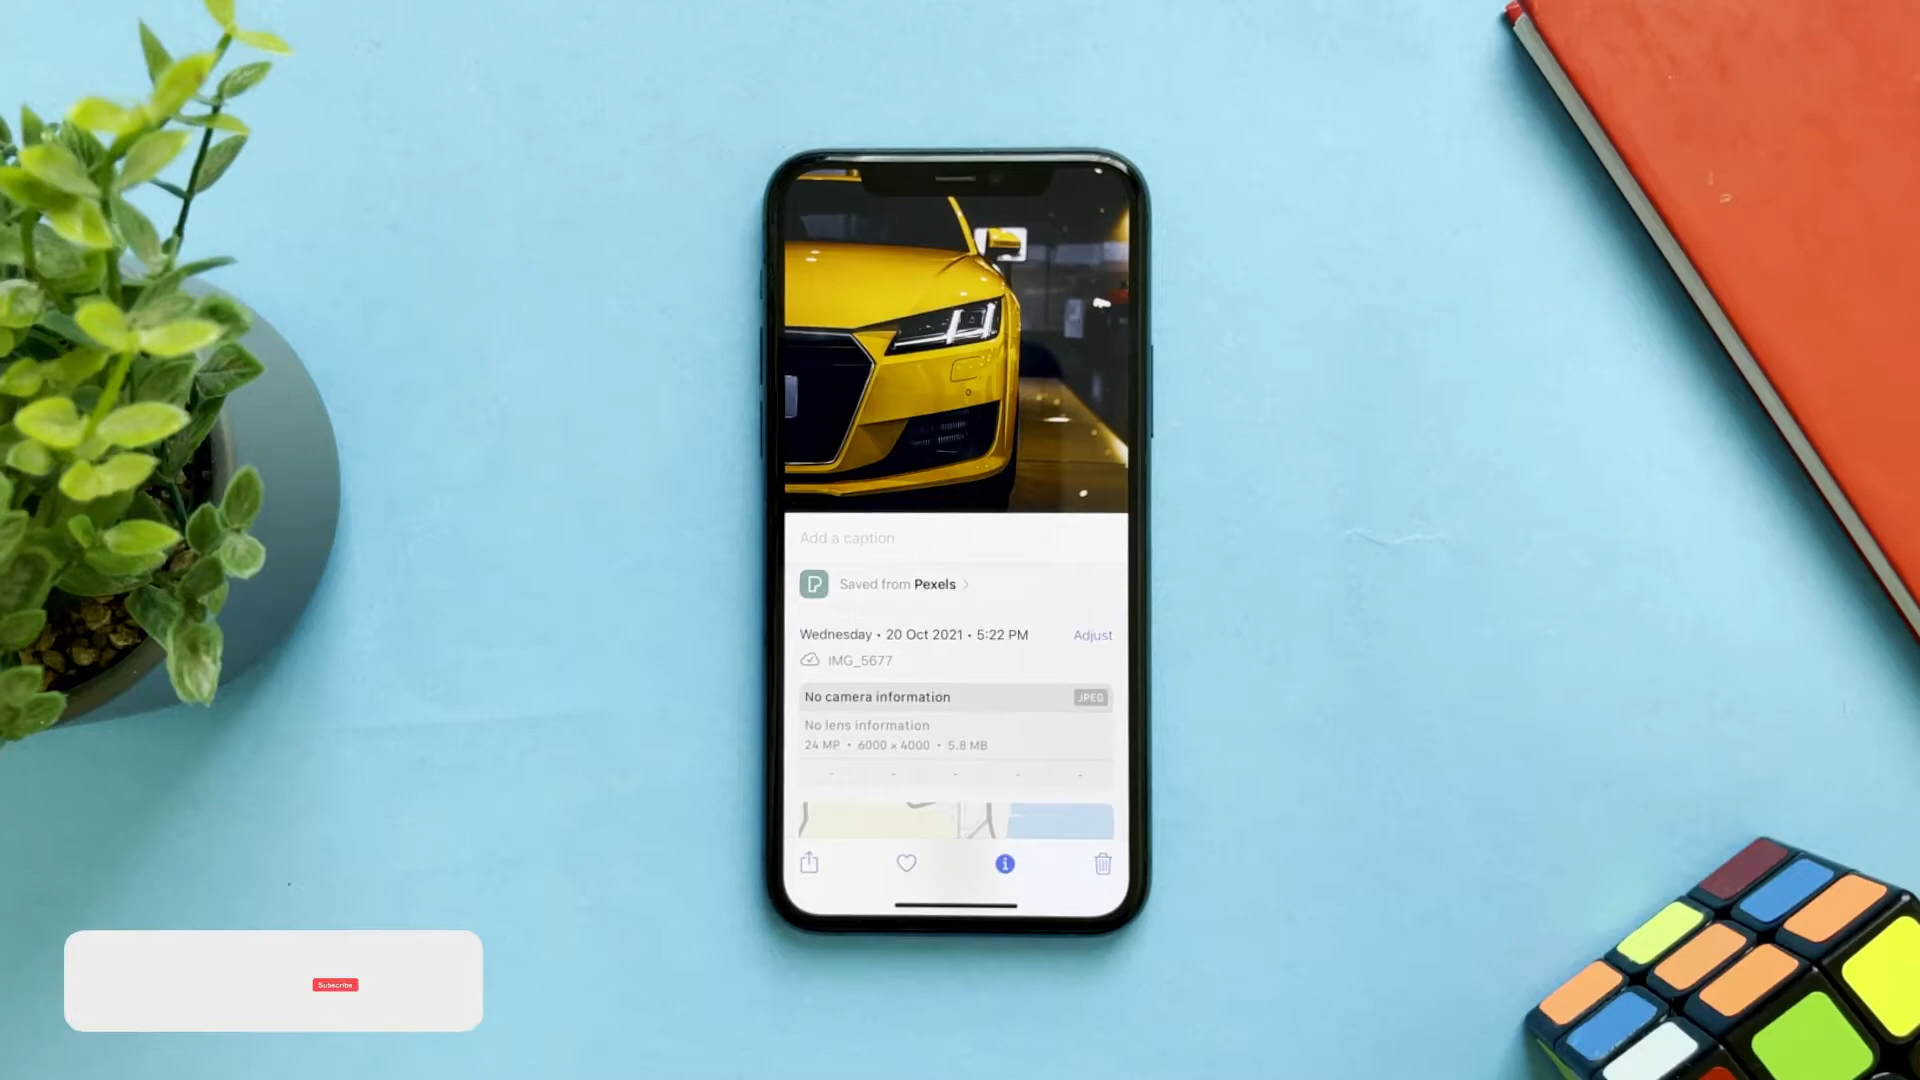 Add a caption
Saved from Pexels
Wednesday • 20 Oct 2021 • 5:22 PM Adjust
IMG_5677
No camera information JPEG
No lens information
24 MP • 6000 × 4000 • 5.8 MB
- - - - -
Subscribe